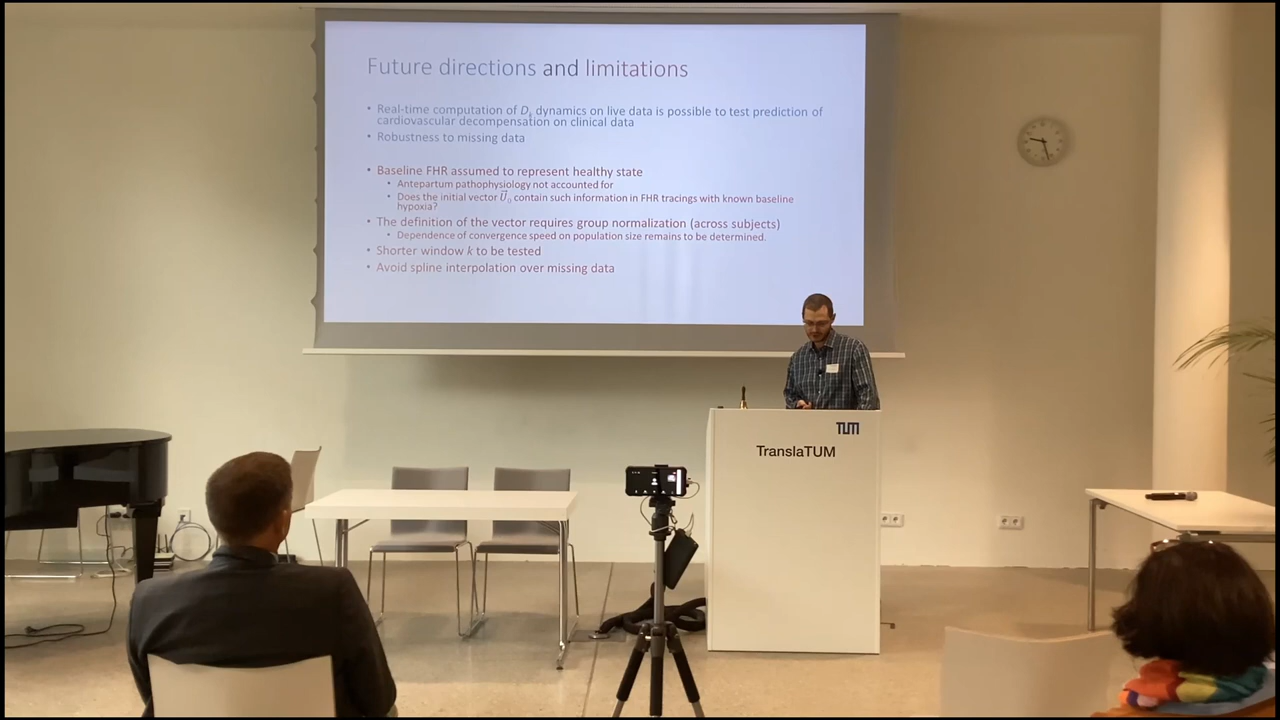 Future directions and limitations
• Real-time computation of Ds dynamics on live data is possible to test prediction of
cardiovascular decompensation on clinical data
• Robustness to missing data
• Baseline FHR assumed to represent healthy state
• Antepartum pathophysiology not accounted for
• Does the initial vector U⃗₀ contain such information in FHR tracings with known baseline
hypoxia?
• The definition of the vector requires group normalization (across subjects)
• Dependence of convergence speed on population size remains to be determined.
• Shorter window k to be tested
• Avoid spline interpolation over missing data
TUM
TranslaTUM